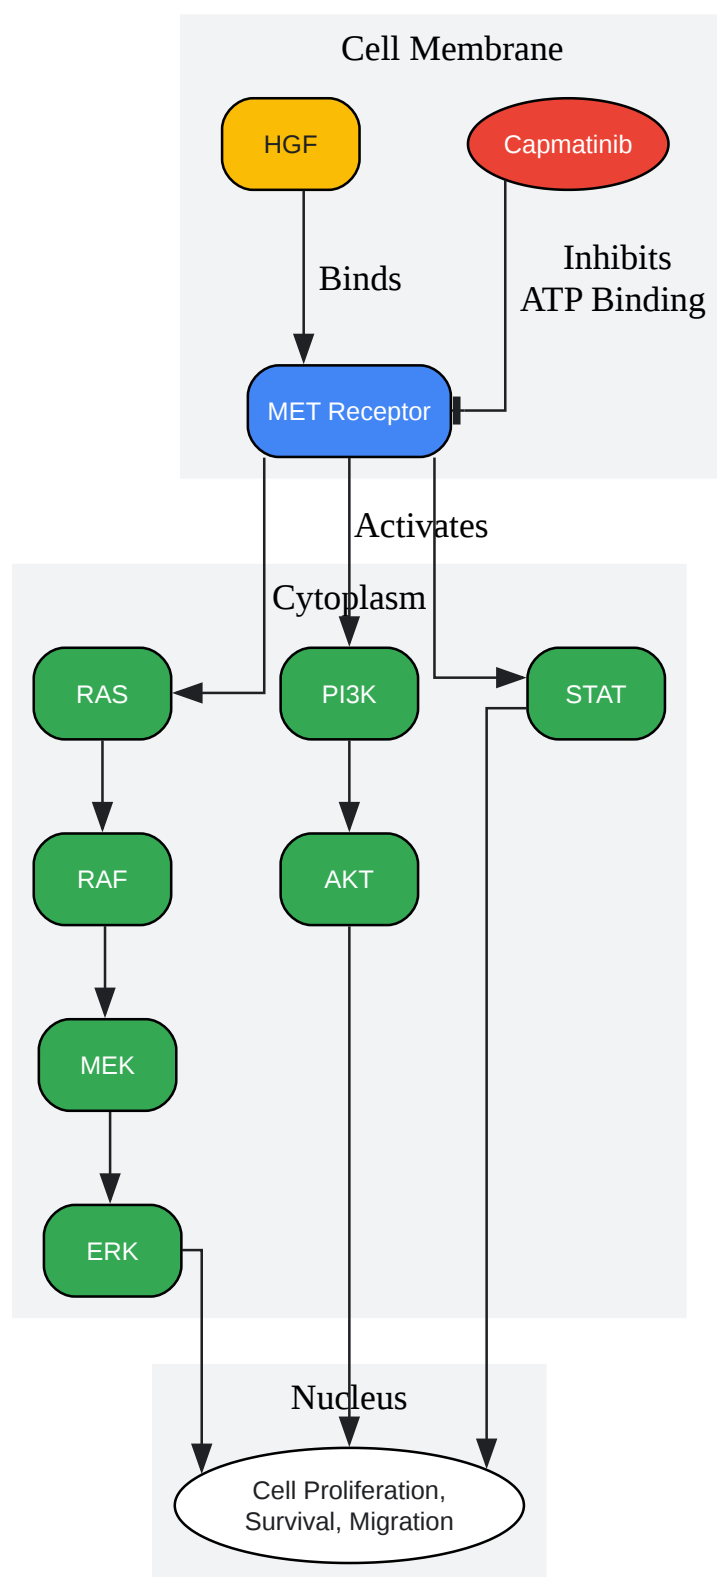 Cell Membrane
HGF
Capmatinib
Binds
Inhibits
ATP Binding
MET Receptor
Activates
Cytoplasm
RAS
PI3K
STAT
RAF
AKT
MEK
ERK
Nucleus
Cell Proliferation,
Survival, Migration